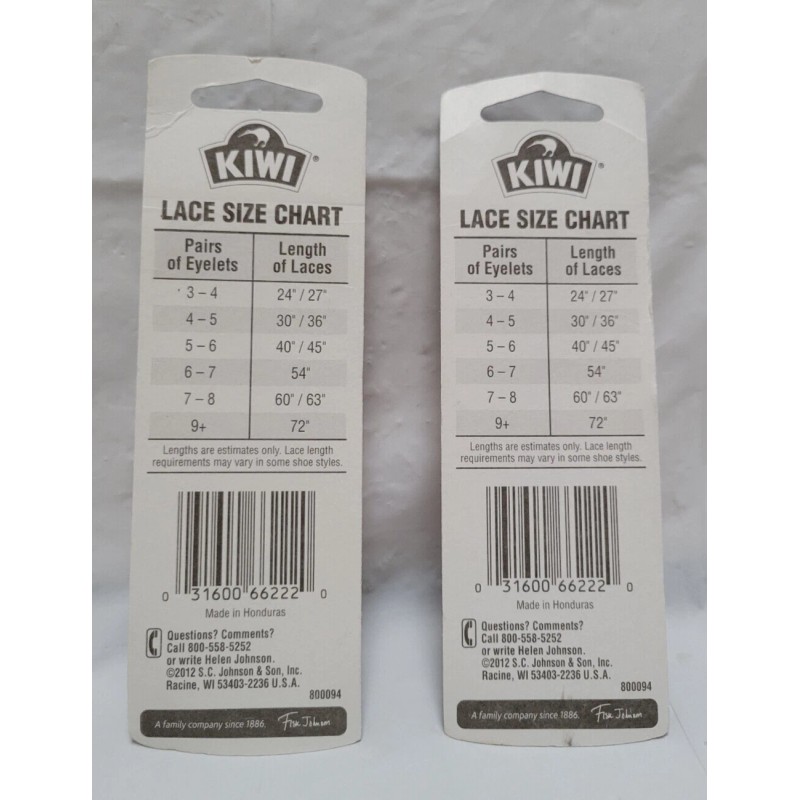 KIWI®
LACE SIZE CHART
Pairs of Eyelets Length of Laces
3 – 4 24" / 27"
4 – 5 30" / 36"
5 – 6 40" / 45"
6 – 7 54"
7 – 8 60" / 63"
9+ 72"
Lengths are estimates only. Lace length
requirements may vary in some shoe styles.
0 31600 66222 0
Made in Honduras
Questions? Comments?
Call 800-558-5252
or write Helen Johnson.
©2012 S.C. Johnson & Son, Inc.
Racine, WI 53403-2236 U.S.A.
800094
A family company since 1886. Fisk Johnson
KIWI®
LACE SIZE CHART
Pairs of Eyelets Length of Laces
3 – 4 24" / 27"
4 – 5 30" / 36"
5 – 6 40" / 45"
6 – 7 54"
7 – 8 60" / 63"
9+ 72"
Lengths are estimates only. Lace length
requirements may vary in some shoe styles.
0 31600 66222 0
Made in Honduras
Questions? Comments?
Call 800-558-5252
or write Helen Johnson.
©2012 S.C. Johnson & Son, Inc.
Racine, WI 53403-2236 U.S.A.
800094
A family company since 1886. Fisk Johnson